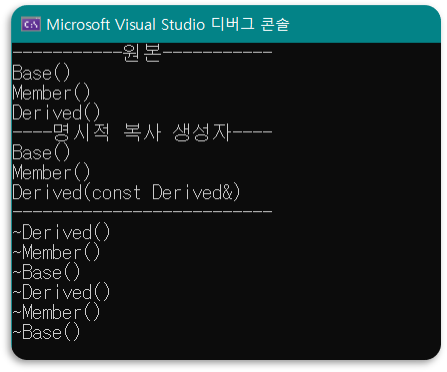 Microsoft Visual Studio 디버그 콘솔
-----------원본-----------
Base()
Member()
Derived()
----명시적 복사 생성자----
Base()
Member()
Derived(const Derived&)
--------------------------
~Derived()
~Member()
~Base()
~Derived()
~Member()
~Base()